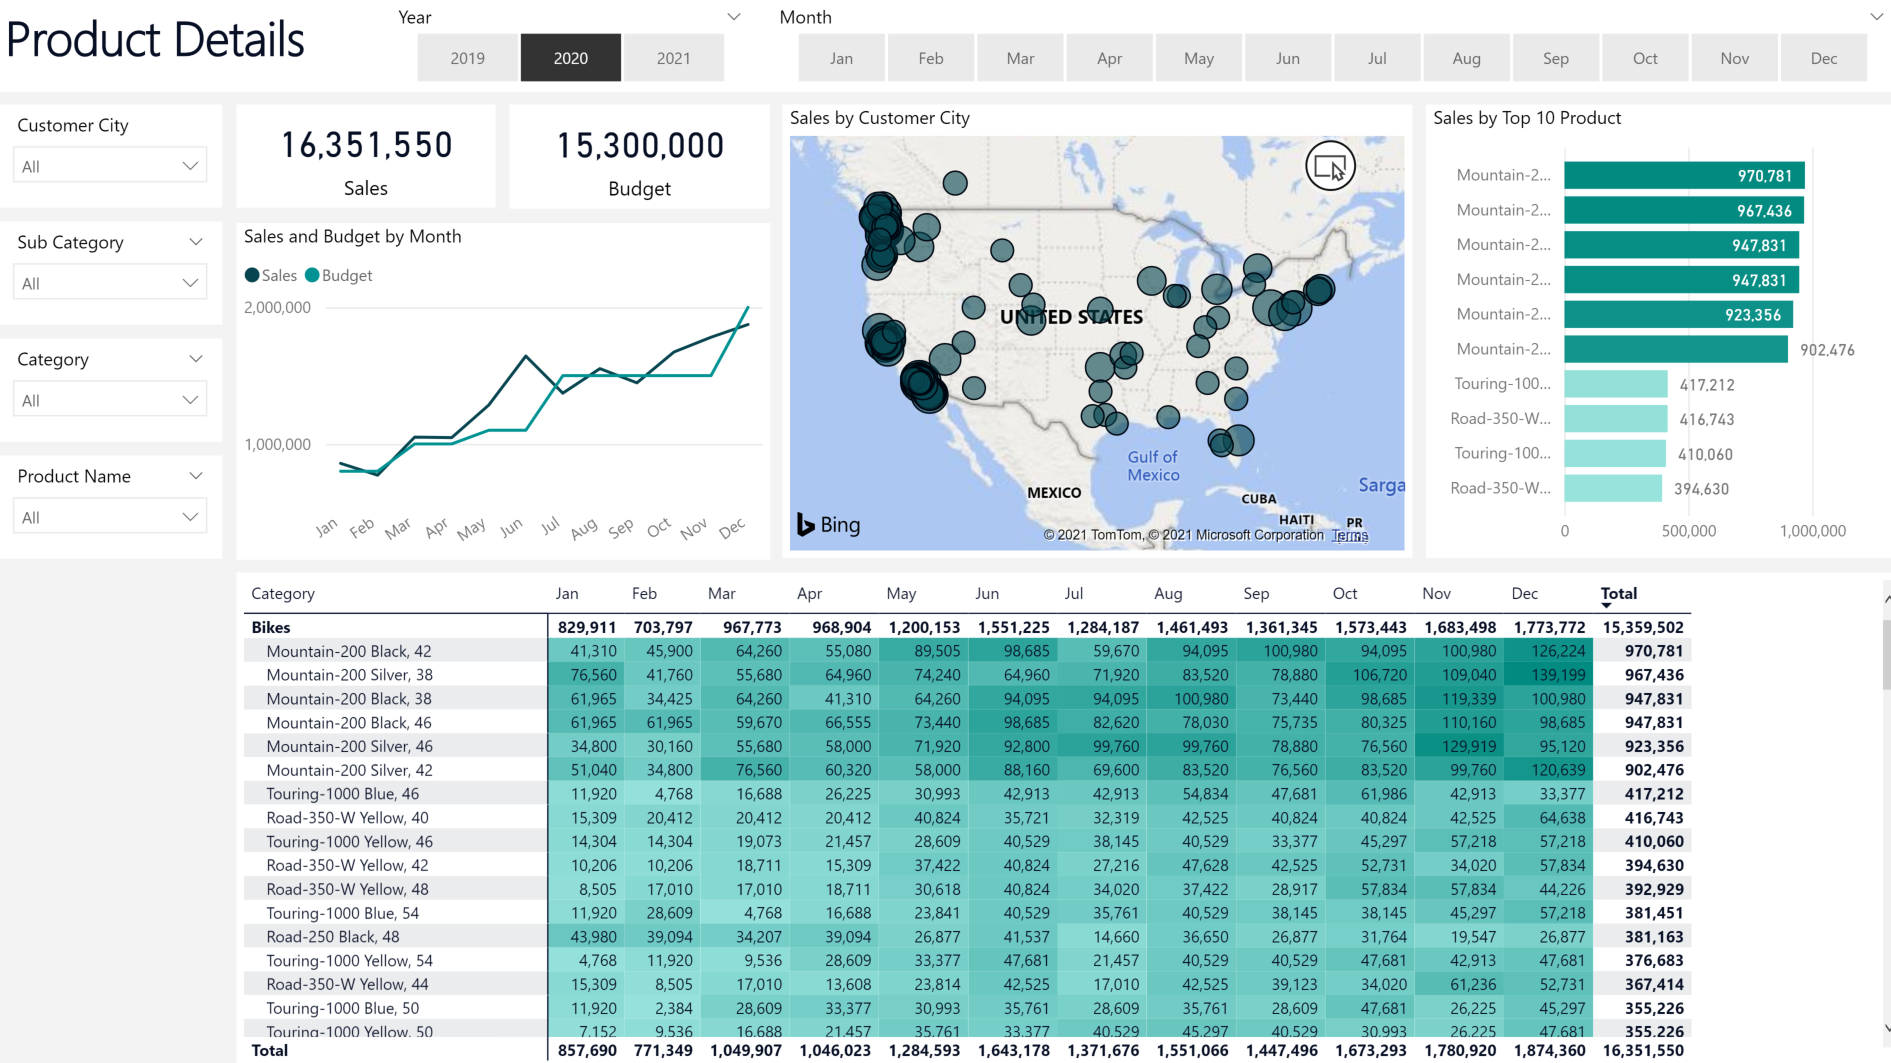 Product Details
Year
2019 2020 2021
Month
Jan Feb Mar Apr May Jun Jul Aug Sep Oct Nov Dec
Customer City
All
Sub Category
All
Category
All
Product Name
All
16,351,550
Sales
15,300,000
Budget
Sales and Budget by Month
Sales Budget
2,000,000
1,000,000
Jan Feb Mar Apr May Jun Jul Aug Sep Oct Nov Dec
Sales by Customer City
UNITED STATES
Gulf of
Mexico
MEXICO
CUBA
Sarga
HAITI
PR
Bing
© 2021 TomTom, © 2021 Microsoft Corporation Terms
Sales by Top 10 Product
Mountain-2... 970,781
Mountain-2... 967,436
Mountain-2... 947,831
Mountain-2... 947,831
Mountain-2... 923,356
Mountain-2... 902,476
Touring-100... 417,212
Road-350-W... 416,743
Touring-100... 410,060
Road-350-W... 394,630
0 500,000 1,000,000
Category Jan Feb Mar Apr May Jun Jul Aug Sep Oct Nov Dec Total
Bikes 829,911 703,797 967,773 968,904 1,200,153 1,551,225 1,284,187 1,461,493 1,361,345 1,573,443 1,683,498 1,773,772 15,359,502
Mountain-200 Black, 42 41,310 45,900 64,260 55,080 89,505 98,685 59,670 94,095 100,980 94,095 100,980 126,224 970,781
Mountain-200 Silver, 38 76,560 41,760 55,680 64,960 74,240 64,960 71,920 83,520 78,880 106,720 109,040 139,199 967,436
Mountain-200 Black, 38 61,965 34,425 64,260 41,310 64,260 94,095 94,095 100,980 73,440 98,685 119,339 100,980 947,831
Mountain-200 Black, 46 61,965 61,965 59,670 66,555 73,440 98,685 82,620 78,030 75,735 80,325 110,160 98,685 947,831
Mountain-200 Silver, 46 34,800 30,160 55,680 58,000 71,920 92,800 99,760 99,760 78,880 76,560 129,919 95,120 923,356
Mountain-200 Silver, 42 51,040 34,800 76,560 60,320 58,000 88,160 69,600 83,520 76,560 83,520 99,760 120,639 902,476
Touring-1000 Blue, 46 11,920 4,768 16,688 26,225 30,993 42,913 42,913 54,834 47,681 61,986 42,913 33,377 417,212
Road-350-W Yellow, 40 15,309 20,412 20,412 20,412 40,824 35,721 32,319 42,525 40,824 40,824 42,525 64,638 416,743
Touring-1000 Yellow, 46 14,304 14,304 19,073 21,457 28,609 40,529 38,145 40,529 33,377 45,297 57,218 57,218 410,060
Road-350-W Yellow, 42 10,206 10,206 18,711 15,309 37,422 40,824 27,216 47,628 42,525 52,731 34,020 57,834 394,630
Road-350-W Yellow, 48 8,505 17,010 17,010 18,711 30,618 40,824 34,020 37,422 28,917 57,834 57,834 44,226 392,929
Touring-1000 Blue, 54 11,920 28,609 4,768 16,688 23,841 40,529 35,761 40,529 38,145 38,145 45,297 57,218 381,451
Road-250 Black, 48 43,980 39,094 34,207 39,094 26,877 41,537 14,660 36,650 26,877 31,764 19,547 26,877 381,163
Touring-1000 Yellow, 54 4,768 11,920 9,536 28,609 33,377 47,681 21,457 40,529 40,529 47,681 42,913 47,681 376,683
Road-350-W Yellow, 44 15,309 8,505 17,010 13,608 23,814 42,525 17,010 42,525 39,123 34,020 61,236 52,731 367,414
Touring-1000 Blue, 50 11,920 2,384 28,609 33,377 30,993 35,761 28,609 35,761 28,609 47,681 26,225 45,297 355,226
Touring-1000 Yellow, 50 7,152 9,536 16,688 21,457 35,761 33,377 40,529 45,297 40,529 30,993 26,225 47,681 355,226
Total 857,690 771,349 1,049,907 1,046,023 1,284,593 1,643,178 1,371,676 1,551,066 1,447,496 1,673,293 1,780,920 1,874,360 16,351,550